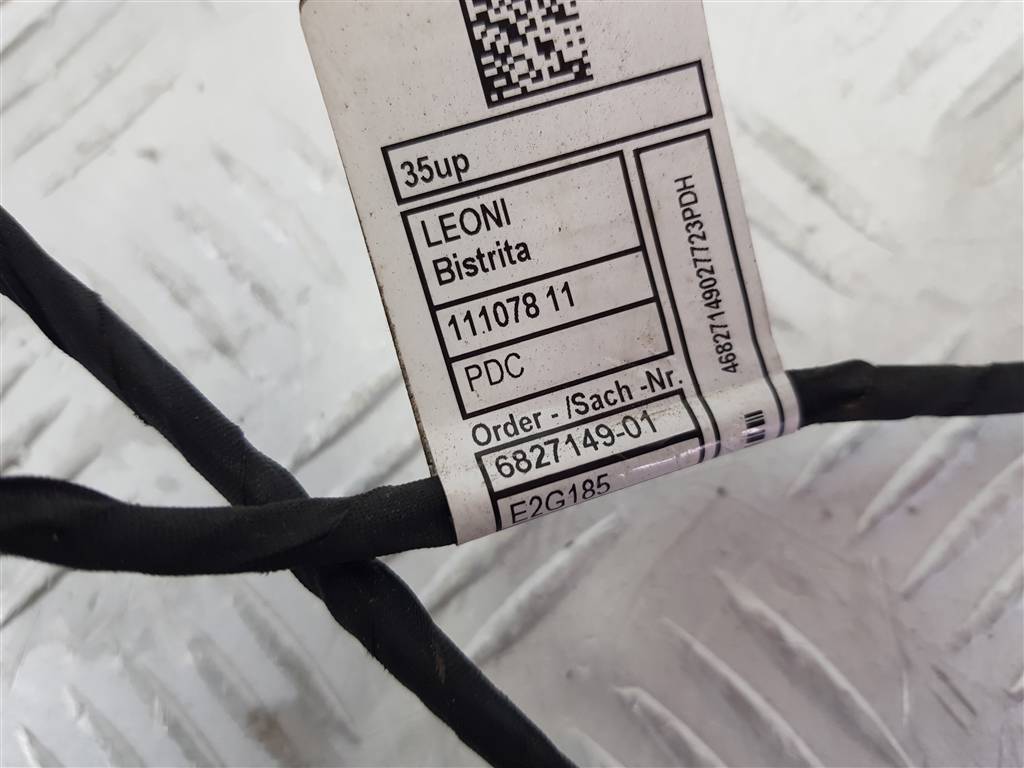 35up
LEONI
Bistrita
111078 11
PDC
Order - /Sach -Nr.
6827149-01
E2G185
46827149027723PDH